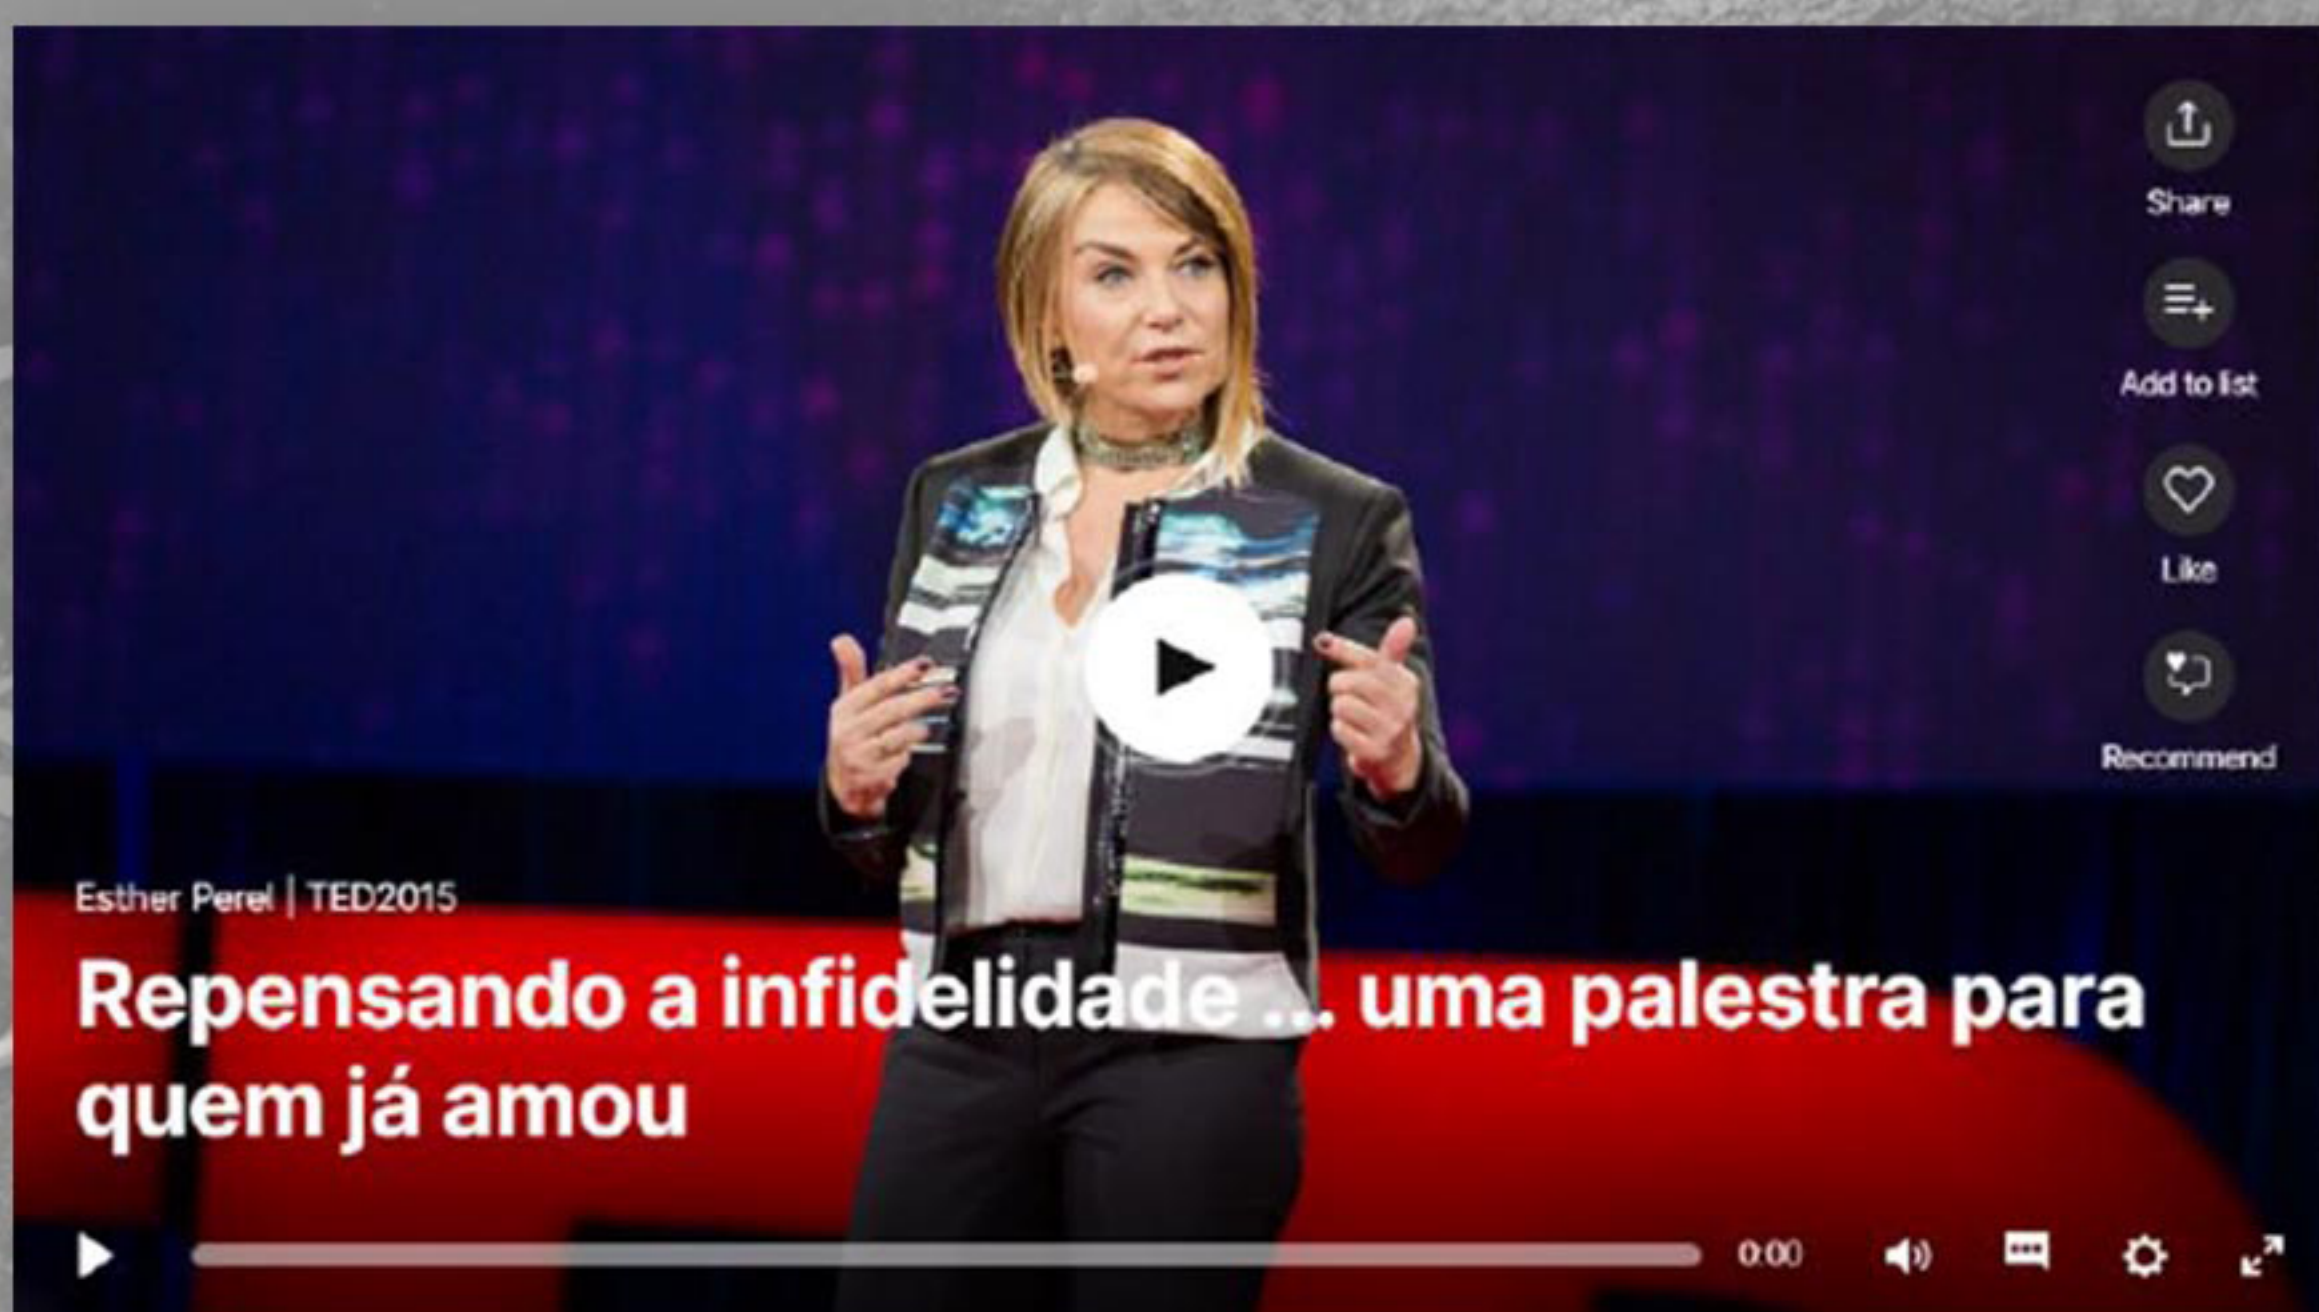 Share
Add to list
Like
Recommend
Esther Perel | TED2015
Repensando a infidelidade ... uma palestra para
quem já amou
0:00